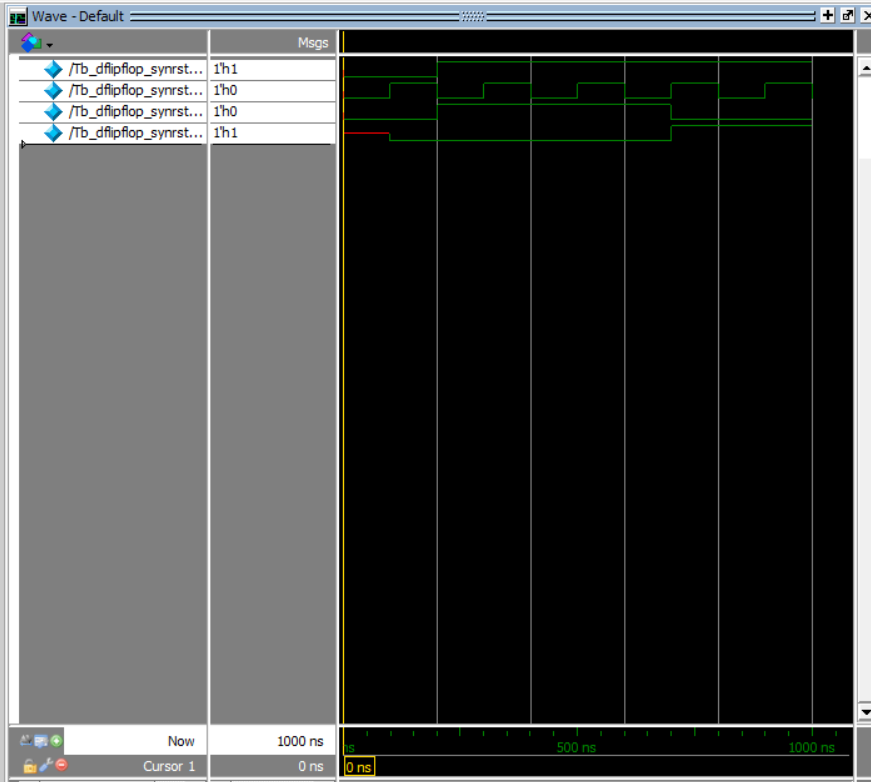 Wave - Default
Msgs
/Tb_dflipflop_synrst... 1'h1
/Tb_dflipflop_synrst... 1'h0
/Tb_dflipflop_synrst... 1'h0
/Tb_dflipflop_synrst... 1'h1
Now 1000 ns ns 500 ns 1000 ns
Cursor 1 0 ns 0 ns